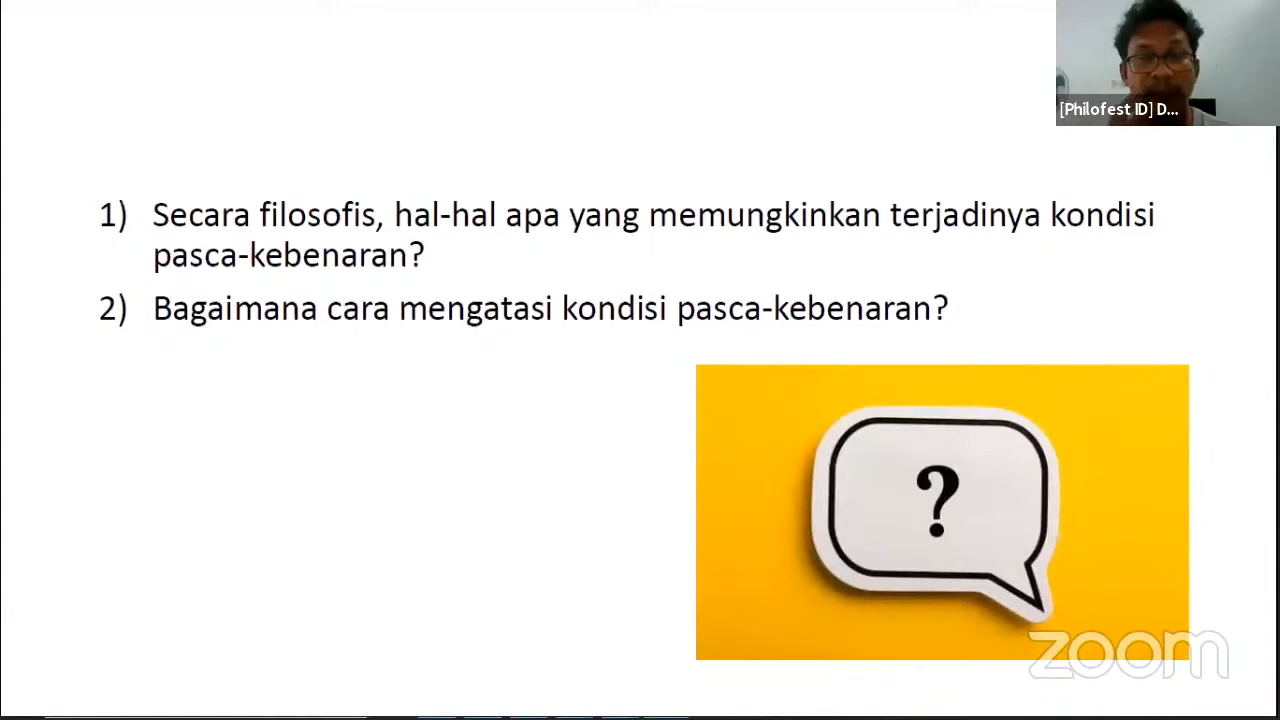 [Philofest ID] D...
1) Secara filosofis, hal-hal apa yang memungkinkan terjadinya kondisi
pasca-kebenaran?
2) Bagaimana cara mengatasi kondisi pasca-kebenaran?
?
zoom